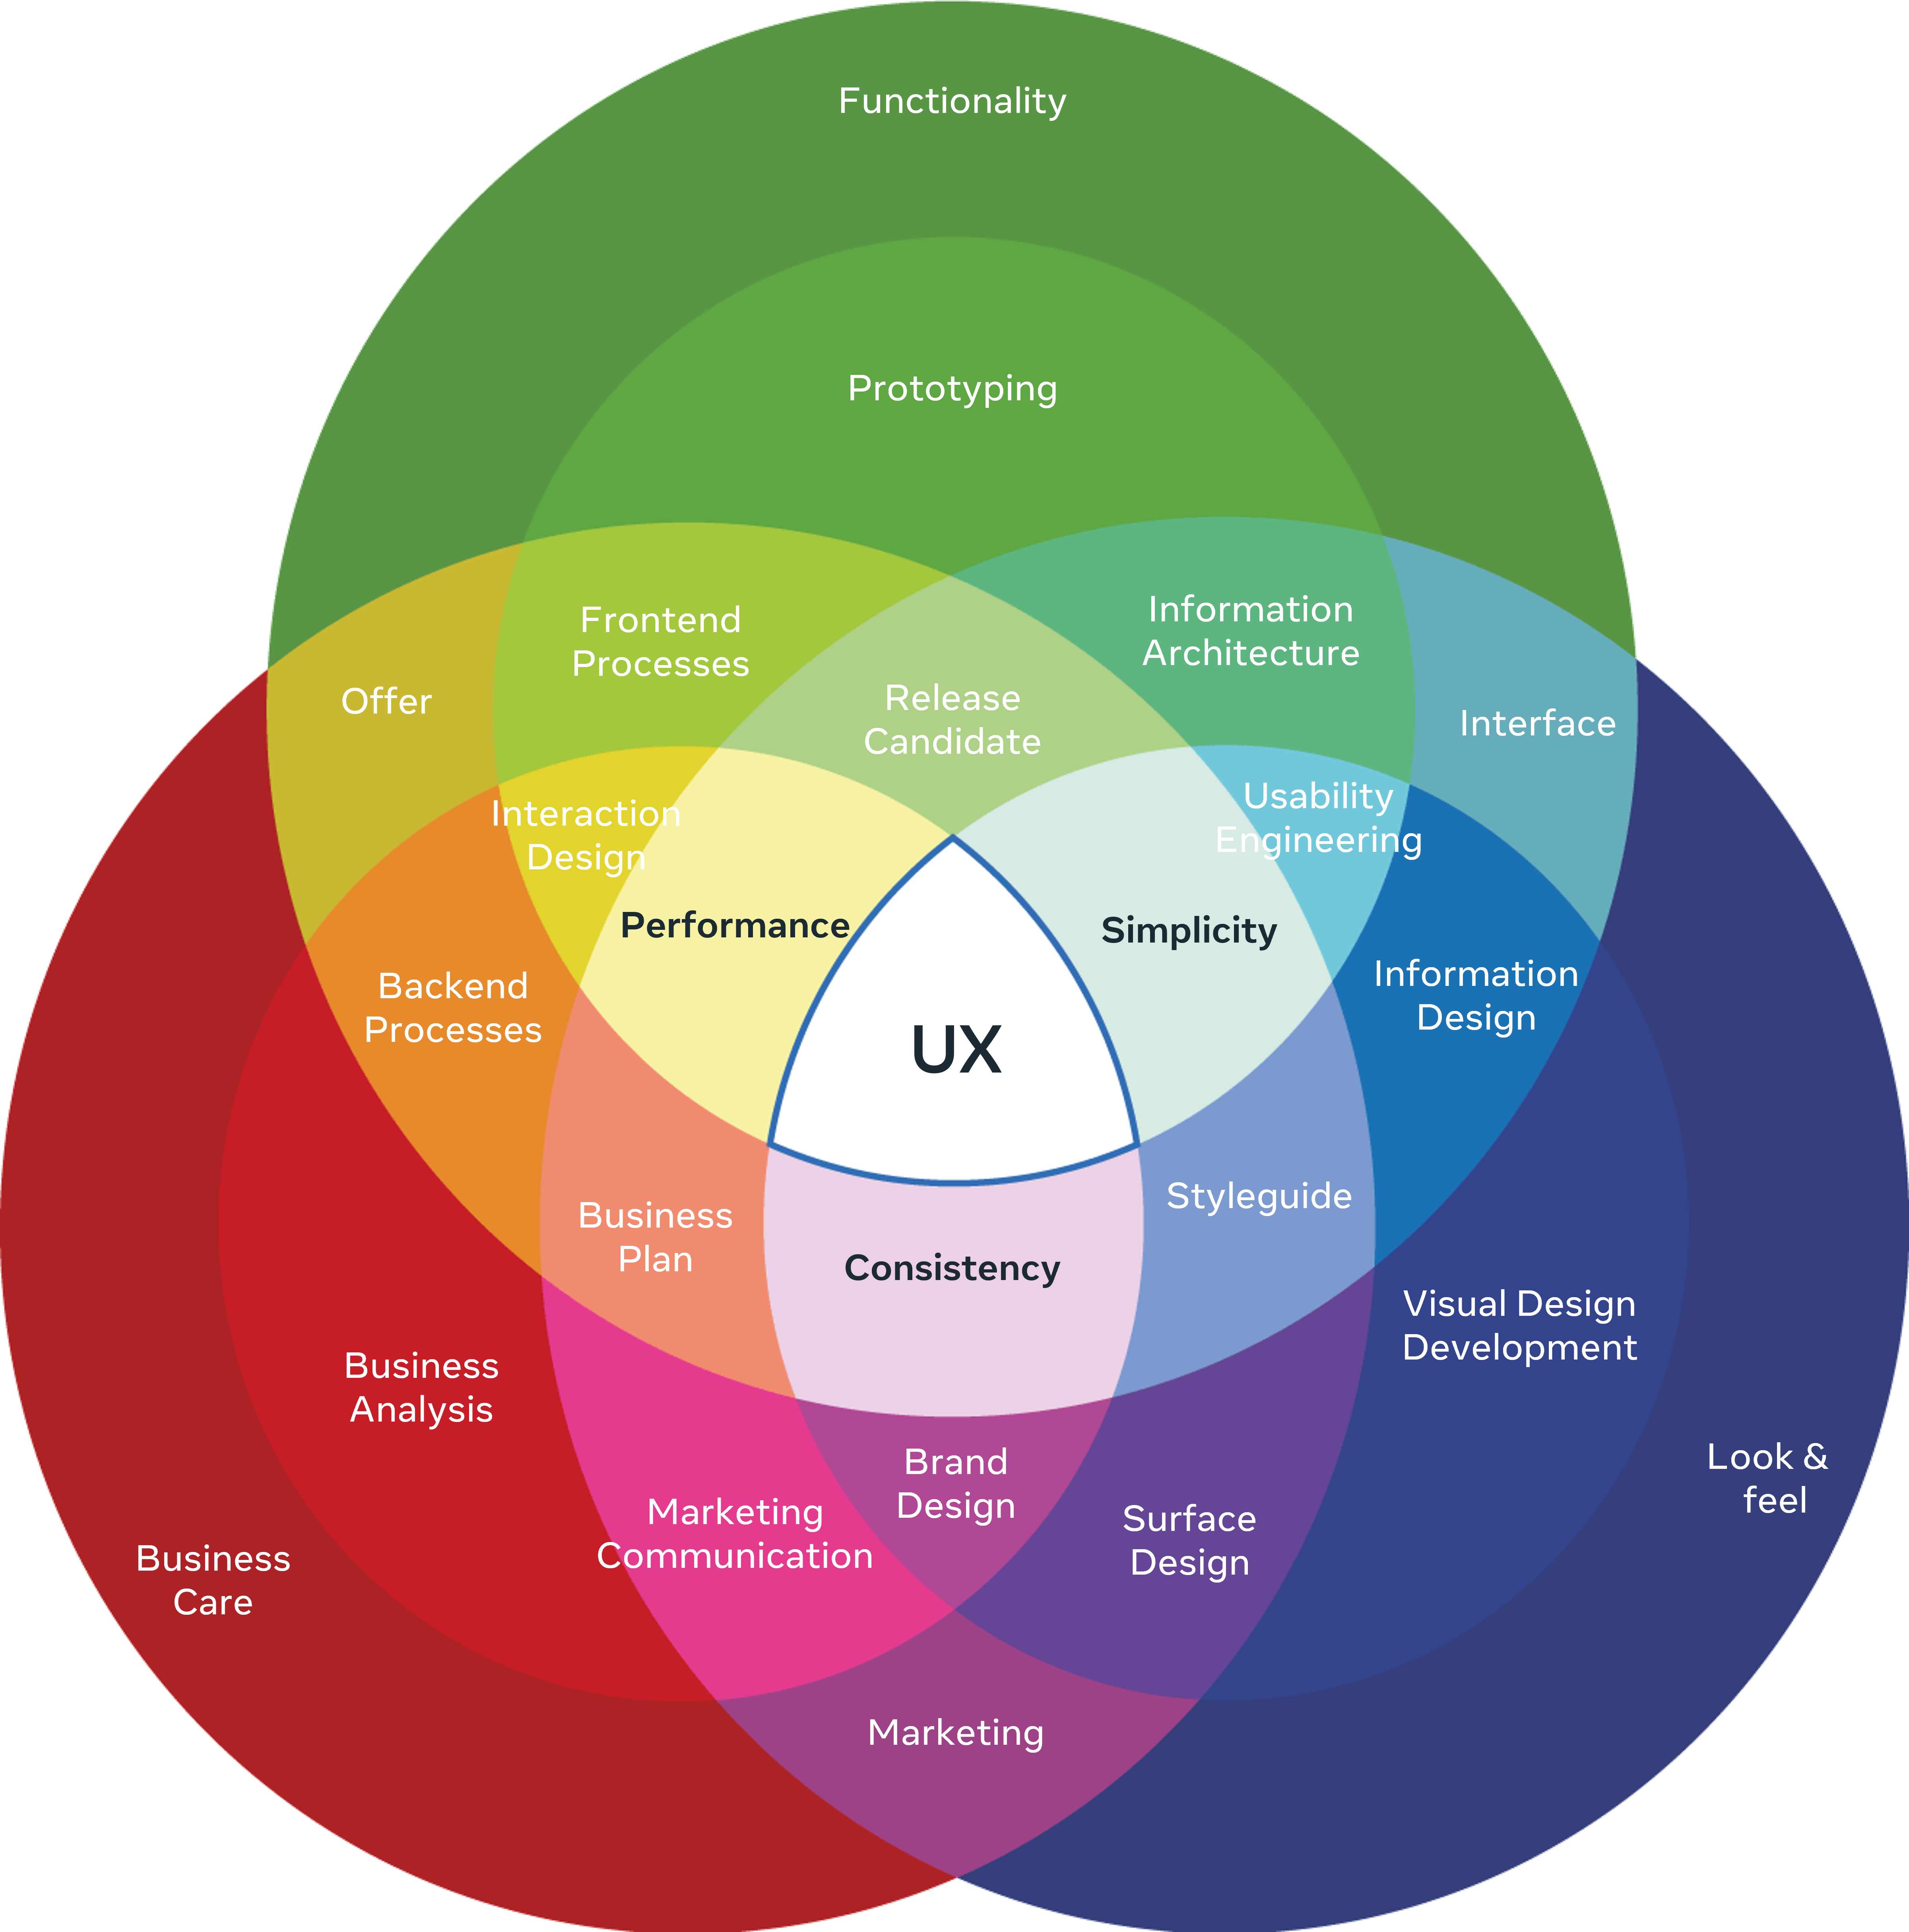 Functionality
Prototyping
Frontend
Processes
Information
Architecture
Offer
Release
Candidate
Interface
Interaction
Design
Usability
Engineering
Performance
Simplicity
Backend
Processes
UX
Information
Design
Business
Plan
Consistency
Styleguide
Visual Design
Development
Business
Analysis
Brand
Design
Look &
feel
Marketing
Communication
Surface
Design
Business
Care
Marketing